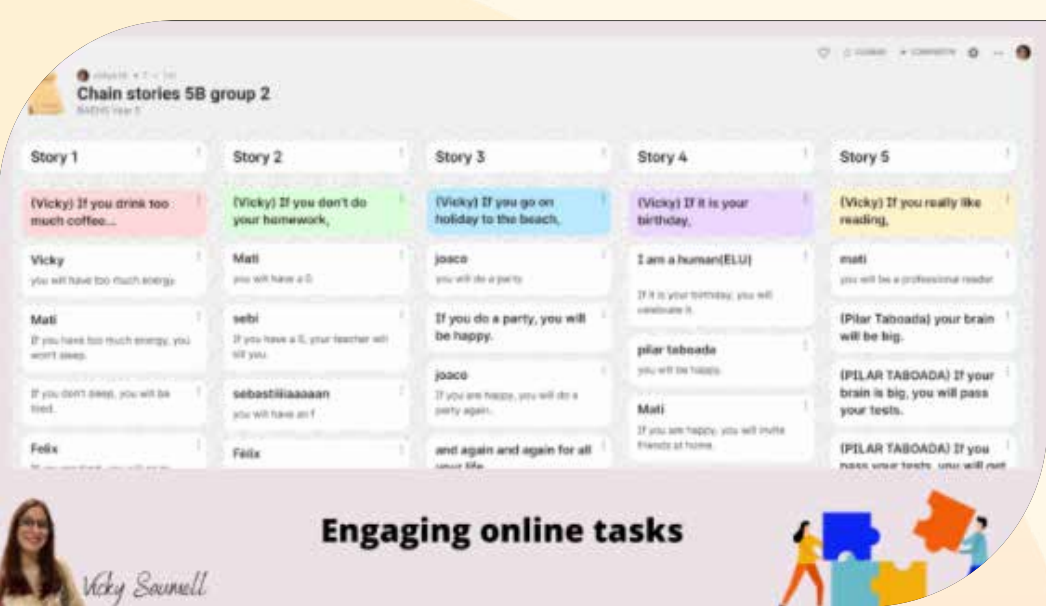 Chain stories 5B group 2
Story 1
(Vicky) If you drink too
much coffee...
Vicky
you will have too much energy
Mati
If you have too much energy, you
won't sleep.
If you don't sleep, you will be
tired.
Felix
Story 2
(Vicky) If you don't do
your homework,
Mati
you will have a 0.
sebi
If you have a 0, your teacher will
you.
sebastiiiaaaaan
you will have an f
Felix
Story 3
(Vicky) If you go on
holiday to the beach,
joaco
you will do a party
If you do a party, you will
be happy.
joaco
If you are happy, you will do a
party again.
and again and again for all
your life
Story 4
(Vicky) If it is your
birthday,
I am a human(ELU)
If it is your birthday, you will
celebrate it.
pilar taboada
you will be happy.
Mati
If you are happy, you will invite
friends at home.
Story 5
(Vicky) If you really like
reading,
mati
you will be a professional reader
(Pilar Taboada) your brain
will be big.
(PILAR TABOADA) If your
brain is big, you will pass
your tests.
(PILAR TABOADA) If you
pass your tests, you will get
Engaging online tasks
Vicky Saumell